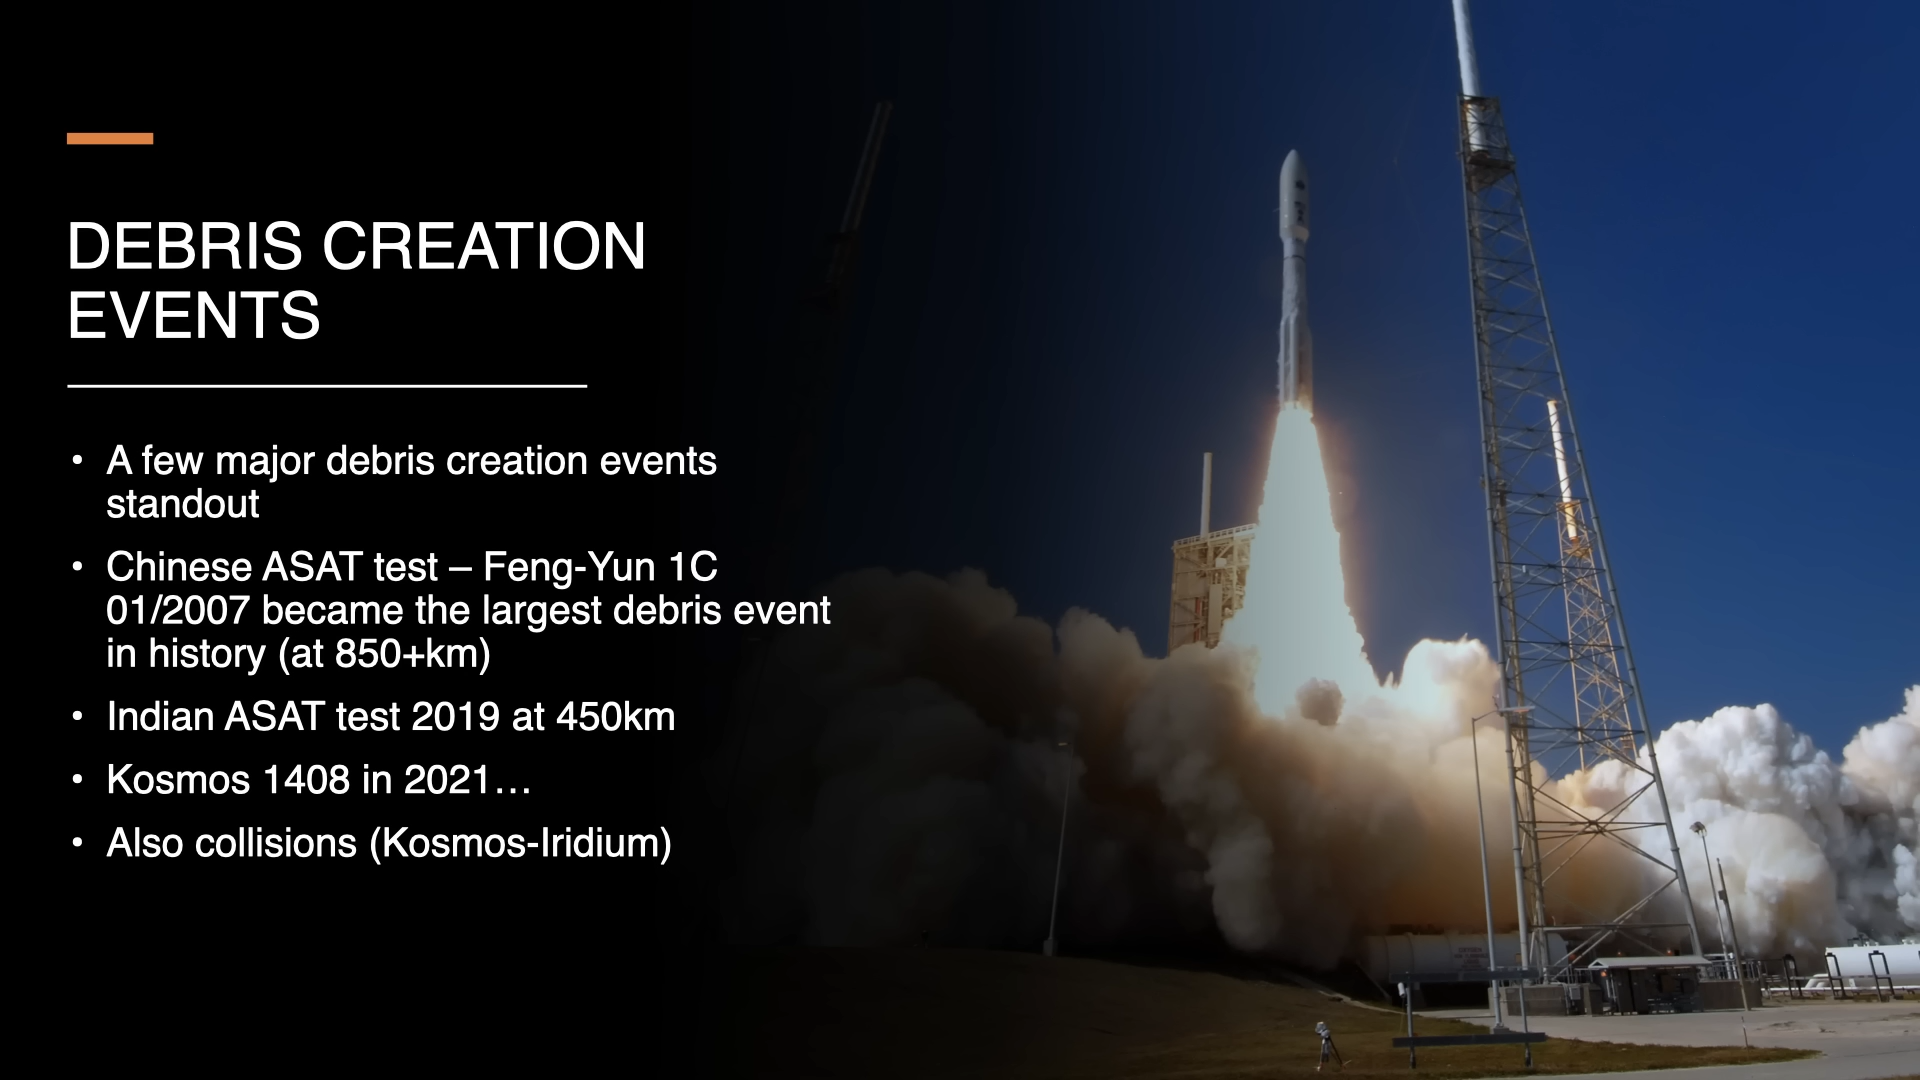 DEBRIS CREATION
EVENTS
• A few major debris creation events
standout
• Chinese ASAT test – Feng-Yun 1C
01/2007 became the largest debris event
in history (at 850+km)
• Indian ASAT test 2019 at 450km
• Kosmos 1408 in 2021…
• Also collisions (Kosmos-Iridium)